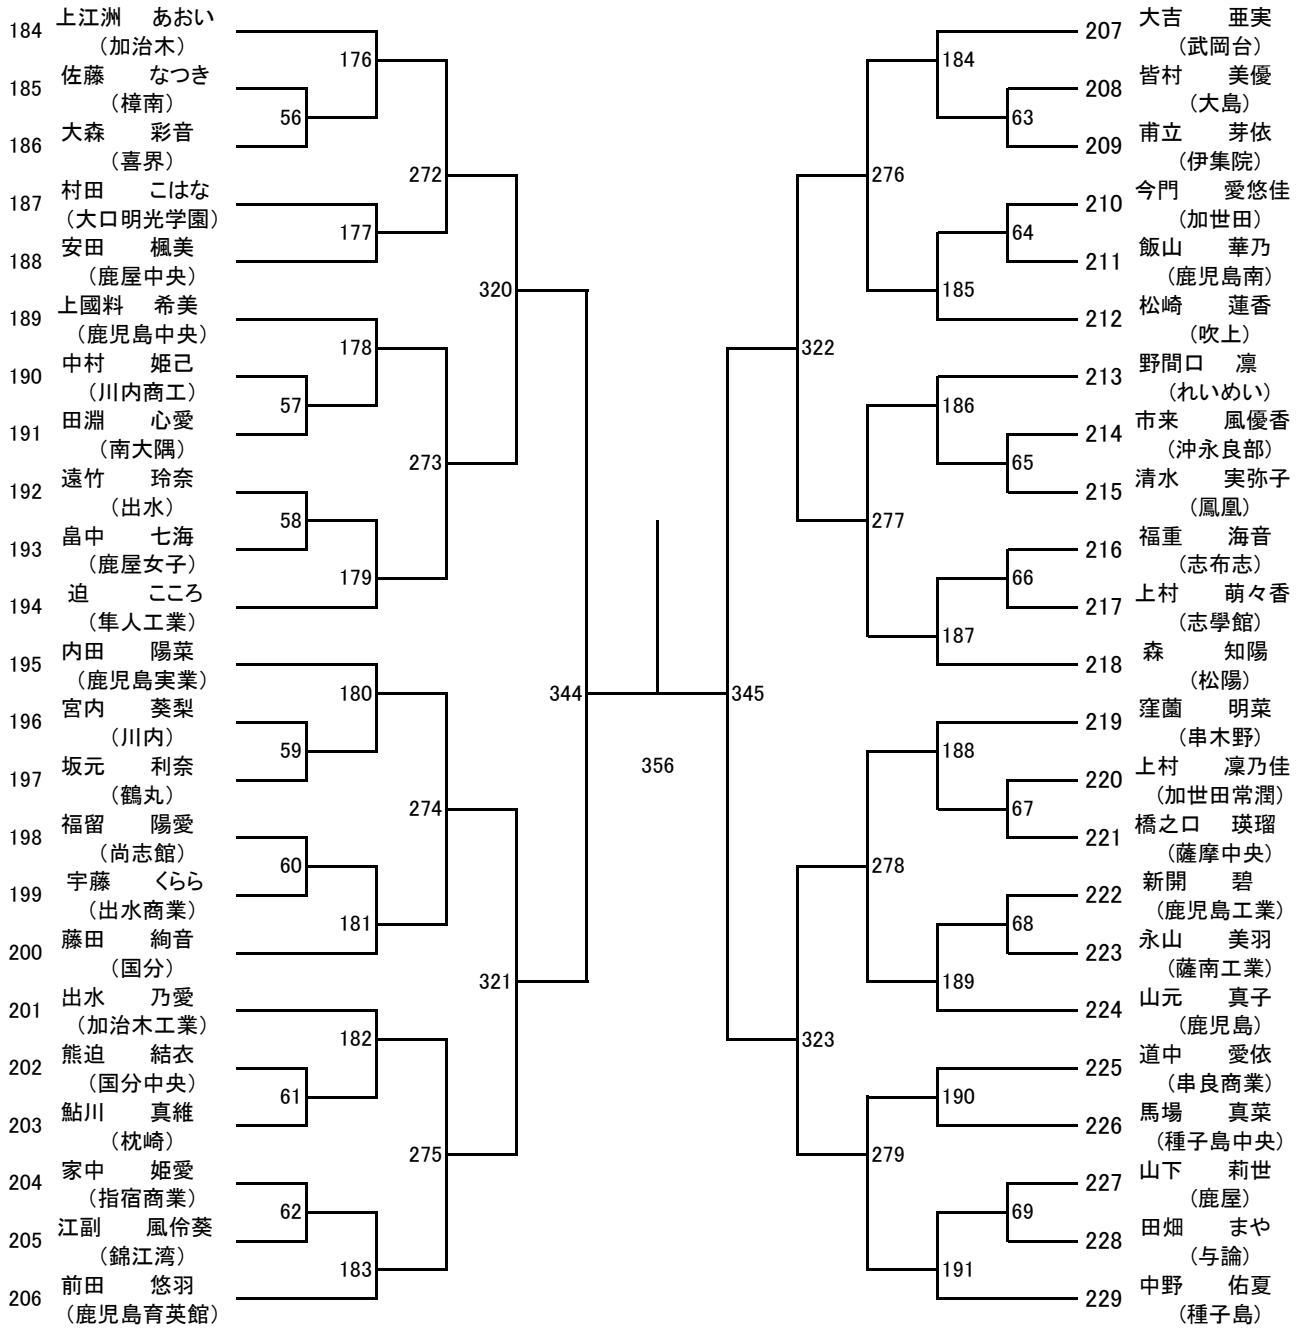 184 上江洲 あおい
(加治木)
185 佐藤 なつき
(樟南)
186 大森 彩音
(喜界)
187 村田 こはな
(大口明光学園)
188 安田 楓美
(鹿屋中央)
189 上國料 希美
(鹿児島中央)
190 中村 姫己
(川内商工)
191 田淵 心愛
(南大隅)
192 遠竹 玲奈
(出水)
193 畠中 七海
(鹿屋女子)
194 迫 こころ
(隼人工業)
195 内田 陽菜
(鹿児島実業)
196 宮内 葵梨
(川内)
197 坂元 利奈
(鶴丸)
198 福留 陽愛
(尚志館)
199 宇藤 くらら
(出水商業)
200 藤田 絢音
(国分)
201 出水 乃愛
(加治木工業)
202 熊迫 結衣
(国分中央)
203 鮎川 真維
(枕崎)
204 家中 姫愛
(指宿商業)
205 江副 風伶葵
(錦江湾)
206 前田 悠羽
(鹿児島育英館)
56
57
58
59
60
61
62
176
177
178
179
180
181
182
183
272
273
274
275
320
321
344
356
345
322
323
276
277
278
279
184
185
186
187
188
189
190
191
63
64
65
66
67
68
69
207 大吉 亜実
(武岡台)
208 皆村 美優
(大島)
209 甫立 芽依
(伊集院)
210 今門 愛悠佳
(加世田)
211 飯山 華乃
(鹿児島南)
212 松崎 蓮香
(吹上)
213 野間口 凛
(れいめい)
214 市来 風優香
(沖永良部)
215 清水 実弥子
(鳳凰)
216 福重 海音
(志布志)
217 上村 萌々香
(志學館)
218 森 知陽
(松陽)
219 窪薗 明菜
(串木野)
220 上村 凜乃佳
(加世田常潤)
221 橋之口 瑛瑠
(薩摩中央)
222 新開 碧
(鹿児島工業)
223 永山 美羽
(薩南工業)
224 山元 真子
(鹿児島)
225 道中 愛依
(串良商業)
226 馬場 真菜
(種子島中央)
227 山下 莉世
(鹿屋)
228 田畑 まや
(与論)
229 中野 佑夏
(種子島)